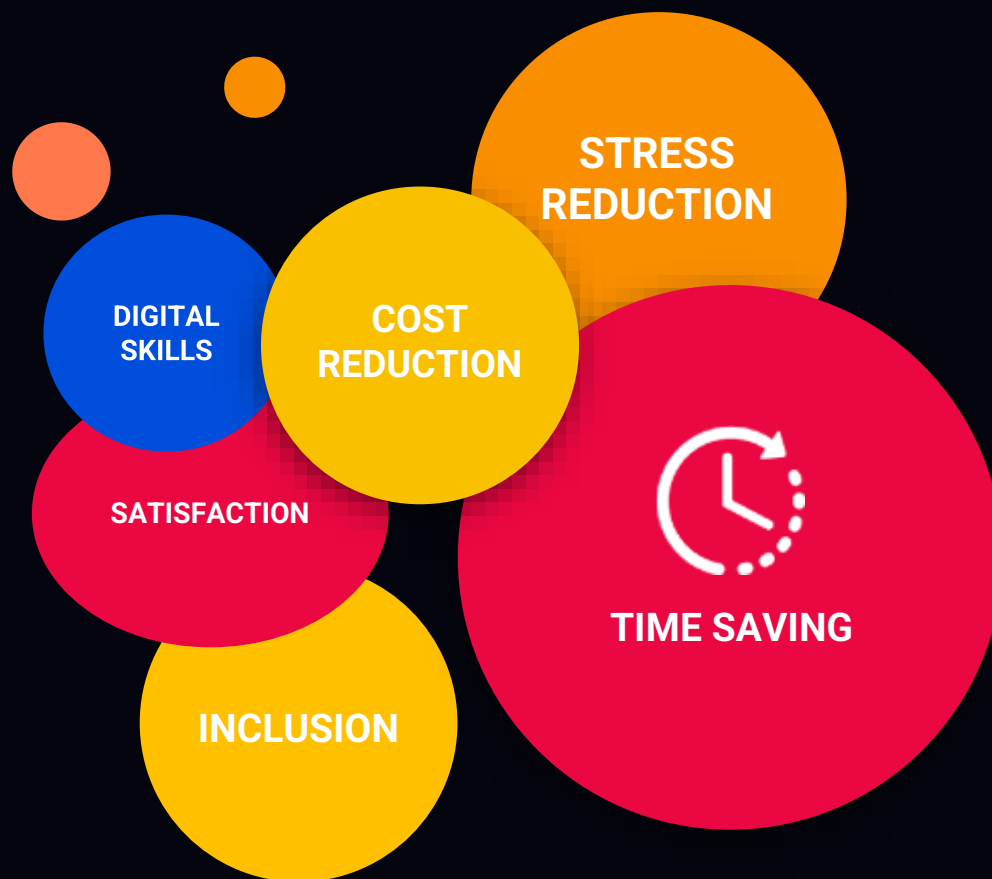 STRESS
REDUCTION
COST
REDUCTION
DIGITAL
SKILLS
SATISFACTION
TIME SAVING
INCLUSION